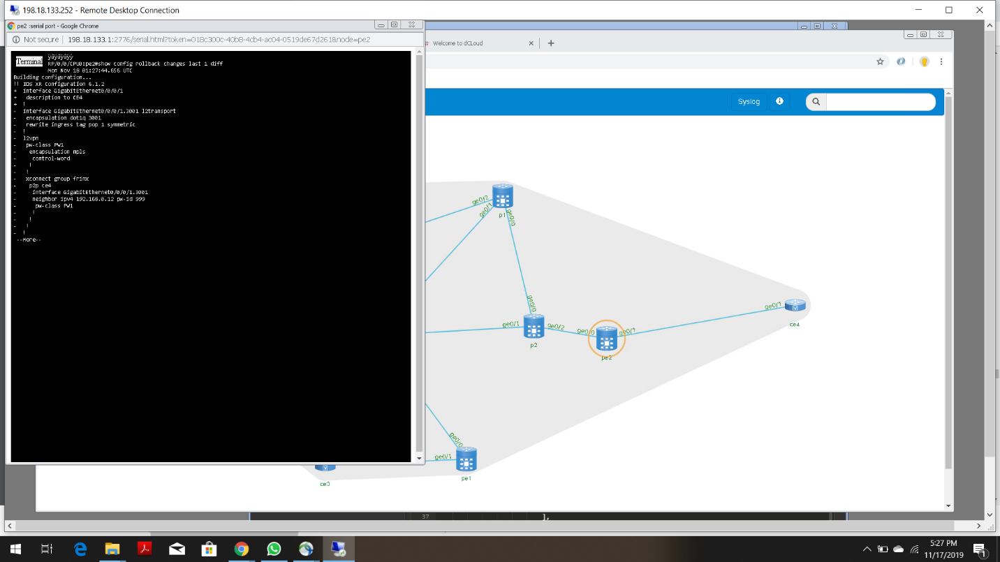 198.18.133.252 - Remote Desktop Connection
pe2 :serial port - Google Chrome
Not secure | 198.18.133.1:2776/serial.html?token=018c300c-40b8-4cb4-ac04-0519de67d261&node=pe2
Terminal
ÿûÿûÿýÿý
RP/0/0/CPU0:pe2#show config rollback changes last 1 diff
Mon Nov 18 01:27:44.656 UTC
Building configuration...
!! IOS XR Configuration 6.1.2
+  interface GigabitEthernet0/0/0/1
+   description to CE4
+  !
-  interface GigabitEthernet0/0/0/1.3001 l2transport
-   encapsulation dot1q 3001
-   rewrite ingress tag pop 1 symmetric
-  !
-  l2vpn
-   pw-class PW1
-    encapsulation mpls
-     control-word
-    !
-   !
-   xconnect group frinx
-    p2p ce4
-     interface GigabitEthernet0/0/0/1.3001
-     neighbor ipv4 192.168.0.12 pw-id 999
-      pw-class PW1
-     !
-    !
-   !
-  !
--More--
Welcome to dCloud
Syslog
ge0/2
ge0/1
p1
ge0/0
ge0/0
ge0/1
ge0/2
p2
ge0/0
ge0/1
pe2
ge0/1
ce4
ge0/0
ge0/1
pe1
ce3
37
],
5:27 PM
11/17/2019
1